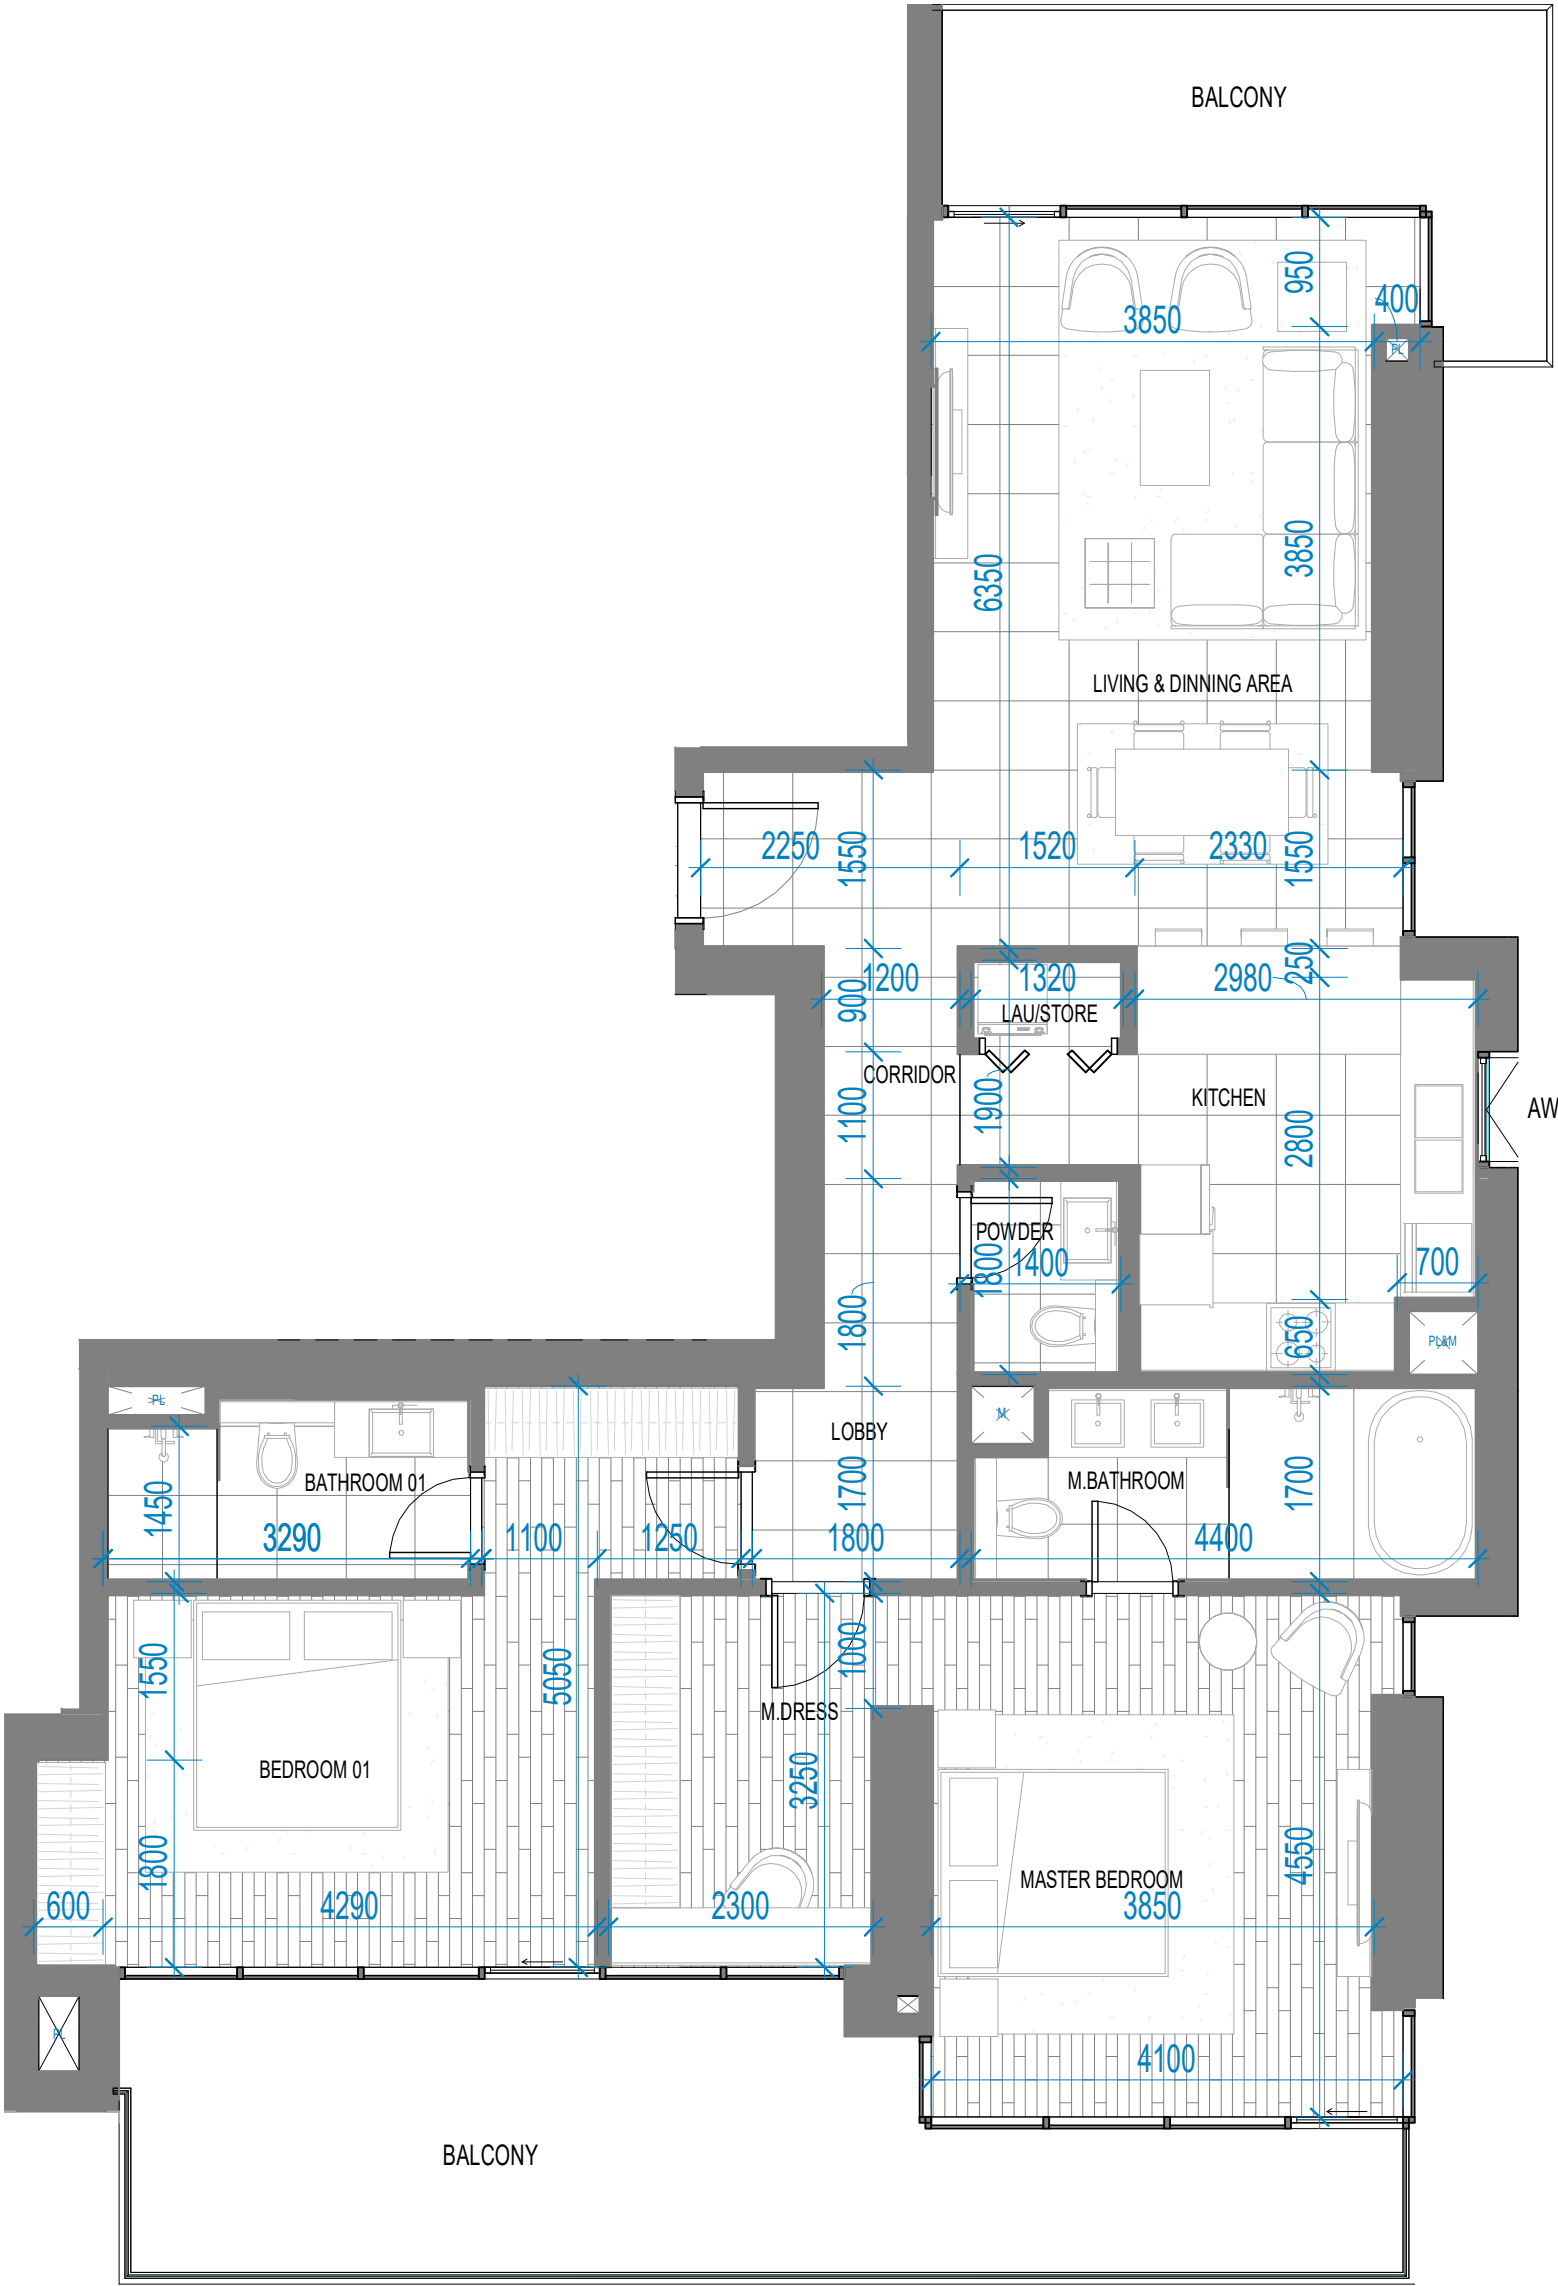 BALCONY
950
400
3850
PL
3850
6350
LIVING & DINNING AREA
2250
1550
1520
2330
1550
250
1200
900
1320
2980
LAU/STORE
CORRIDOR
1100
1900
KITCHEN
2800
AW
POWDER
1800
1400
700
1800
650
PL&M
PL
M
LOBBY
BATHROOM 01
M.BATHROOM
1450
1700
1700
3290
1100
1250
1800
4400
1550
5050
1000
M.DRESS
BEDROOM 01
3250
1800
4550
MASTER BEDROOM
600
4290
2300
3850
PL
4100
BALCONY